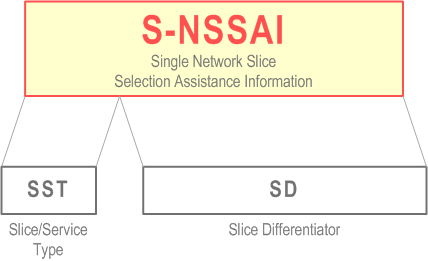 S-NSSAI
Single Network Slice
Selection Assistance Information
SST
SD
Slice/Service
Type
Slice Differentiator